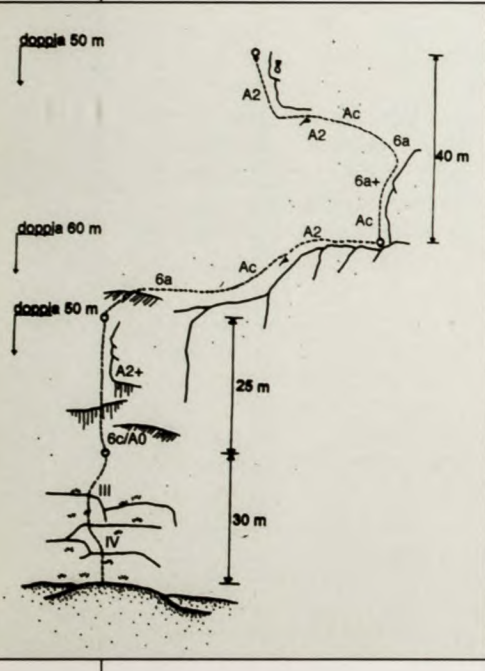 doppia 50 m
A2
Ac
A2
6a
40 m
6a+
Ac
doppia 60 m
A2
Ac
6a
doppia 50 m
A2+
25 m
6c/A0
III
30 m
IV